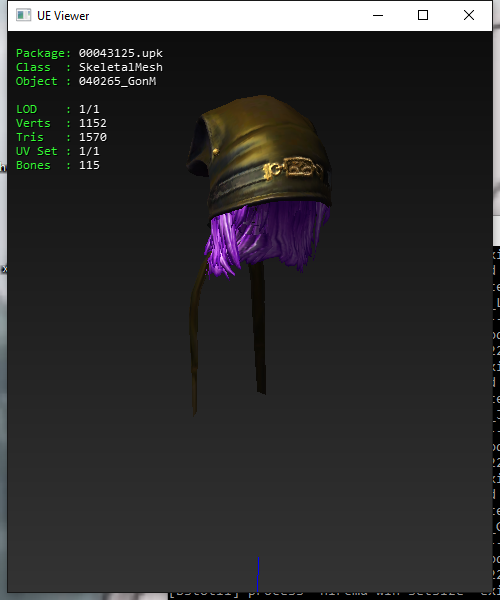 UE Viewer
Package: 00043125.upk
Class : SkeletalMesh
Object : 040265_GonM
LOD : 1/1
Verts : 1152
Tris : 1570
UV Set : 1/1
Bones : 115